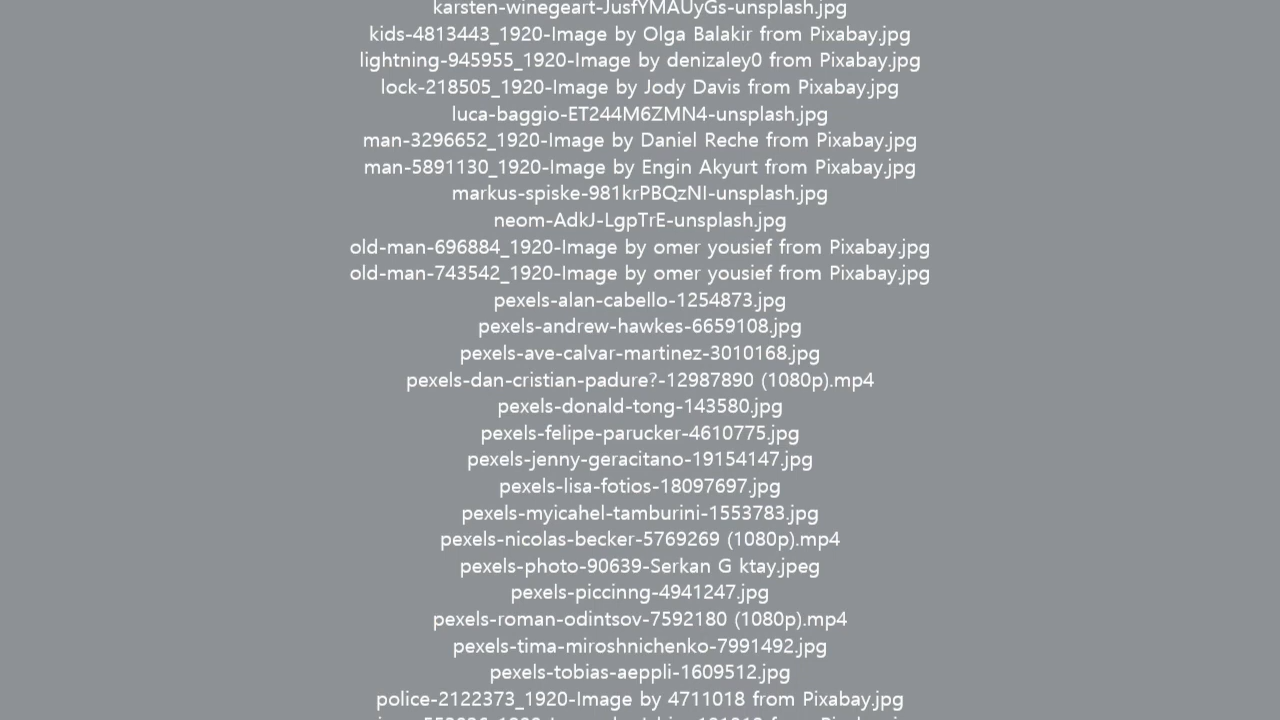 karsten-winegeart-JusfYMAUyGs-unsplash.jpg
kids-4813443_1920-Image by Olga Balakir from Pixabay.jpg
lightning-945955_1920-Image by denizaley0 from Pixabay.jpg
lock-218505_1920-Image by Jody Davis from Pixabay.jpg
luca-baggio-ET244M6ZMN4-unsplash.jpg
man-3296652_1920-Image by Daniel Reche from Pixabay.jpg
man-5891130_1920-Image by Engin Akyurt from Pixabay.jpg
markus-spiske-981krPBQzNI-unsplash.jpg
neom-AdkJ-LgpTrE-unsplash.jpg
old-man-696884_1920-Image by omer yousief from Pixabay.jpg
old-man-743542_1920-Image by omer yousief from Pixabay.jpg
pexels-alan-cabello-1254873.jpg
pexels-andrew-hawkes-6659108.jpg
pexels-ave-calvar-martinez-3010168.jpg
pexels-dan-cristian-padure?-12987890 (1080p).mp4
pexels-donald-tong-143580.jpg
pexels-felipe-parucker-4610775.jpg
pexels-jenny-geracitano-19154147.jpg
pexels-lisa-fotios-18097697.jpg
pexels-myicahel-tamburini-1553783.jpg
pexels-nicolas-becker-5769269 (1080p).mp4
pexels-photo-90639-Serkan G ktay.jpeg
pexels-piccinng-4941247.jpg
pexels-roman-odintsov-7592180 (1080p).mp4
pexels-tima-miroshnichenko-7991492.jpg
pexels-tobias-aeppli-1609512.jpg
police-2122373_1920-Image by 4711018 from Pixabay.jpg